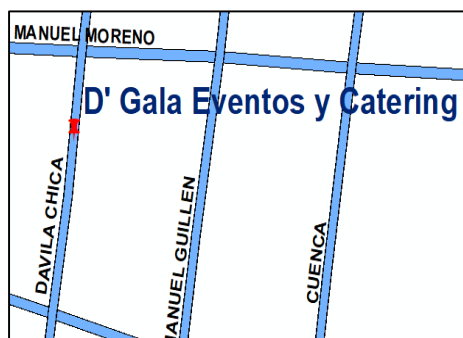 MANUEL MORENO
D' Gala Eventos y Catering
DAVILA CHICA
MANUEL GUILLEN
CUENCA